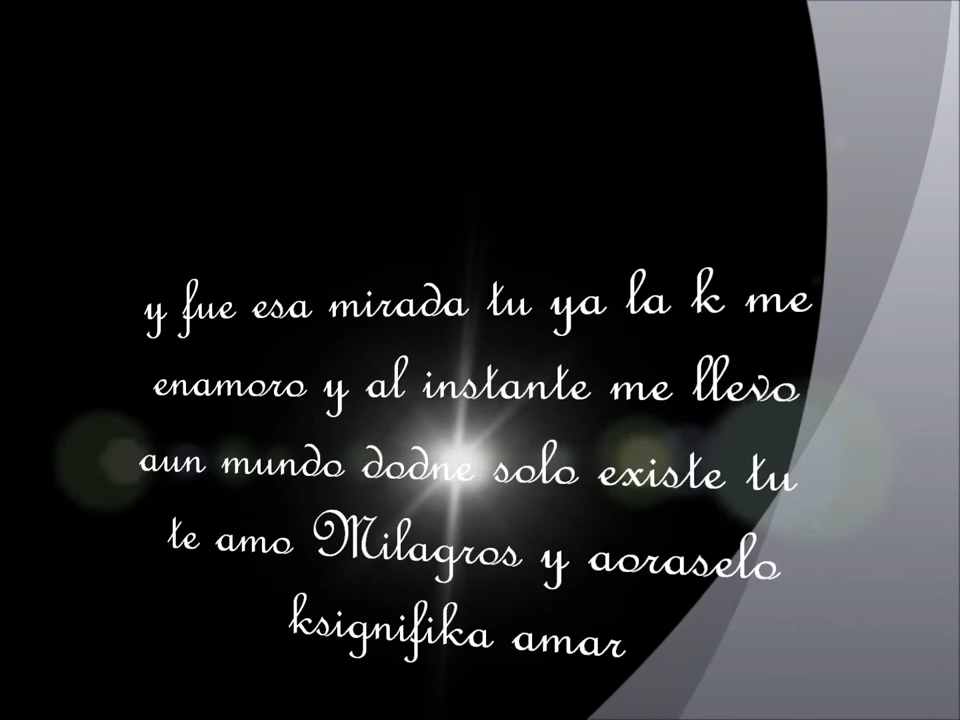 y fue esa mirada tu ya la k me
enamoro y al instante me llevo
aun mundo dodne solo existe tu
te amo Milagros y aoraselo
ksignifika amar